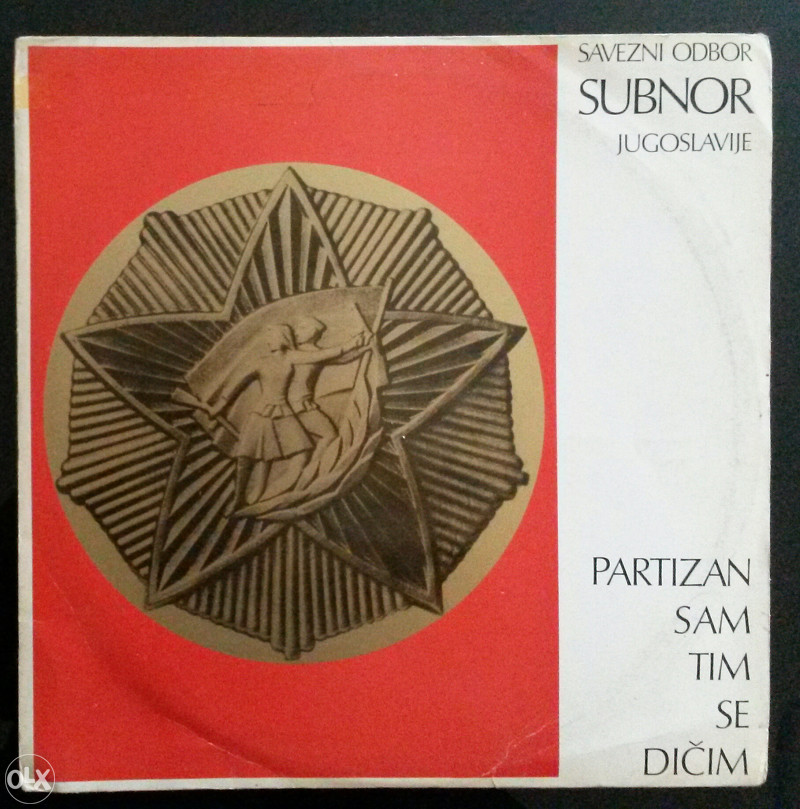 SAVEZNI ODBOR
SUBNOR
JUGOSLAVIJE
PARTIZAN
SAM
TIM
SE
DIČIM
OLX